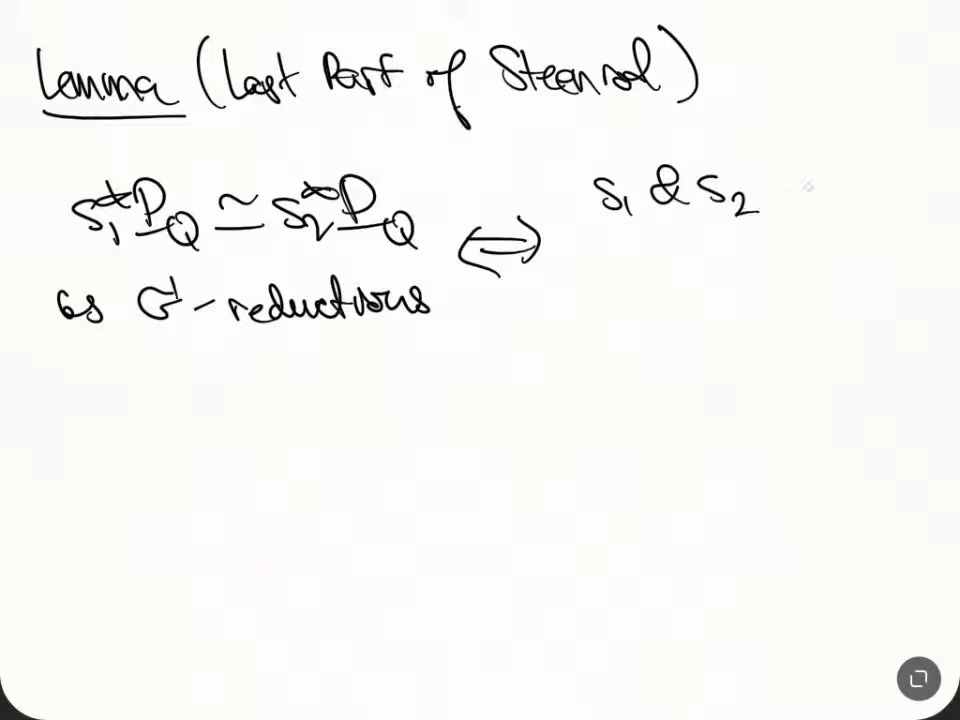 Lemma (Last Part of Steenrod)
S₁*P_Q ≃ S₂*P_Q ⟺ S₁ & S₂
as G'-reductions